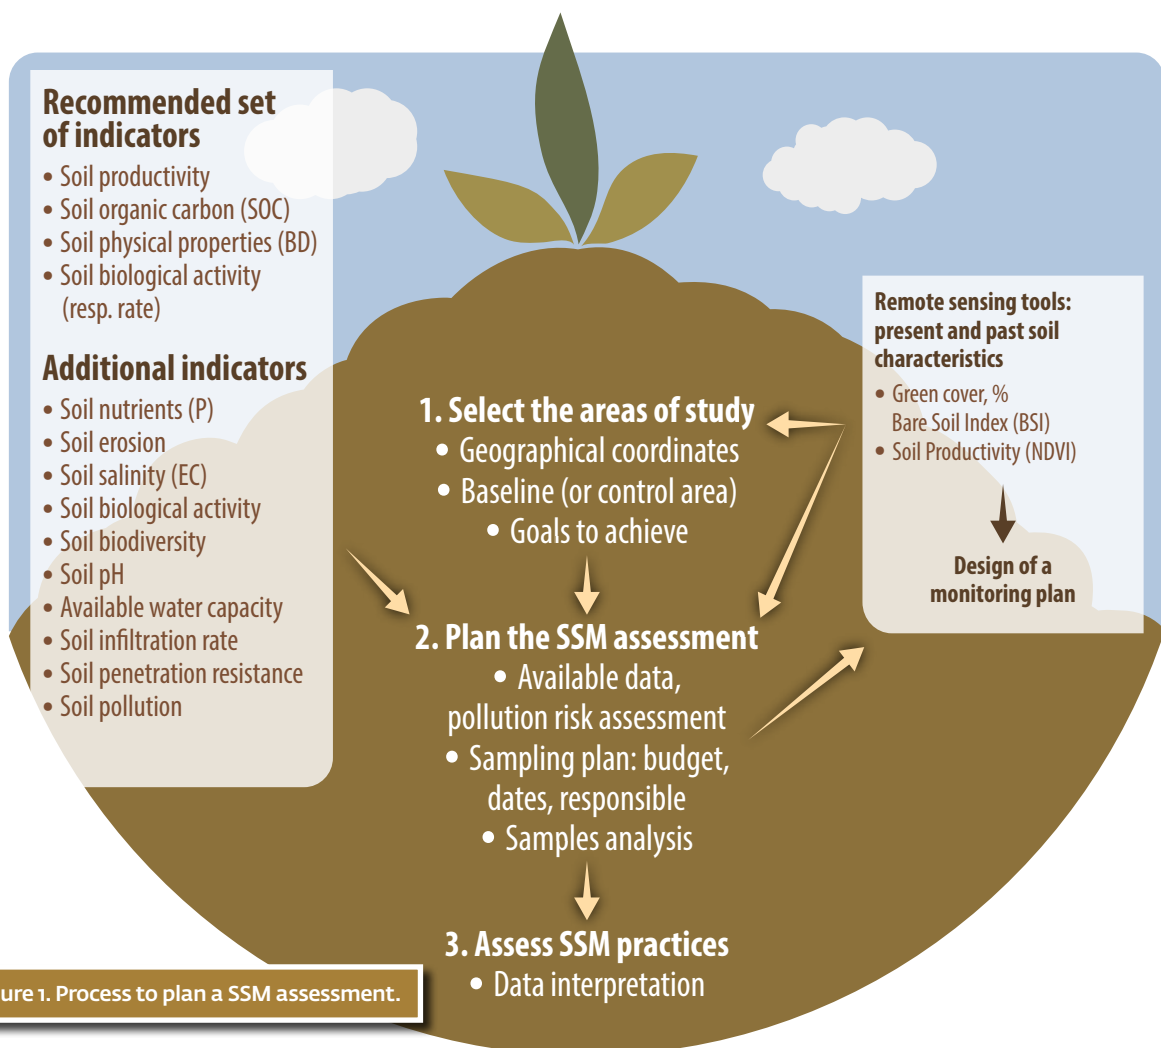 Recommended set
of indicators
• Soil productivity
• Soil organic carbon (SOC)
• Soil physical properties (BD)
• Soil biological activity
(resp. rate)
Additional indicators
• Soil nutrients (P)
• Soil erosion
• Soil salinity (EC)
• Soil biological activity
• Soil biodiversity
• Soil pH
• Available water capacity
• Soil infiltration rate
• Soil penetration resistance
• Soil pollution
1. Select the areas of study
• Geographical coordinates
• Baseline (or control area)
• Goals to achieve
2. Plan the SSM assessment
• Available data,
pollution risk assessment
• Sampling plan: budget,
dates, responsible
• Samples analysis
3. Assess SSM practices
• Data interpretation
Remote sensing tools:
present and past soil
characteristics
• Green cover, %
Bare Soil Index (BSI)
• Soil Productivity (NDVI)
Design of a
monitoring plan
ure 1. Process to plan a SSM assessment.